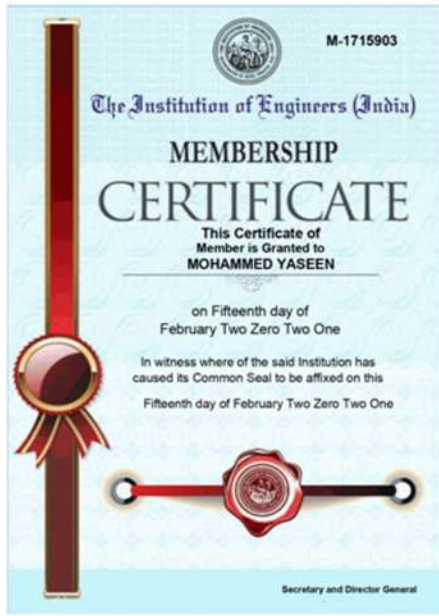 M-1715903
The Institution of Engineers (India)
MEMBERSHIP
CERTIFICATE
This Certificate of
Member is Granted to
MOHAMMED YASEEN
on Fifteenth day of
February Two Zero Two One
In witness where of the said Institution has
caused its Common Seal to be affixed on this
Fifteenth day of February Two Zero Two One
Secretary and Director General